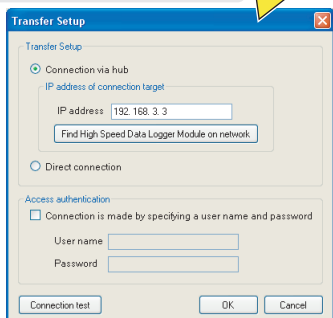 Transfer Setup
Transfer Setup
Connection via hub
IP address of connection target
IP address 192. 168. 3. 3
Find High Speed Data Logger Module on network
Direct connection
Access authentication
Connection is made by specifying a user name and password
User name
Password
Connection test OK Cancel